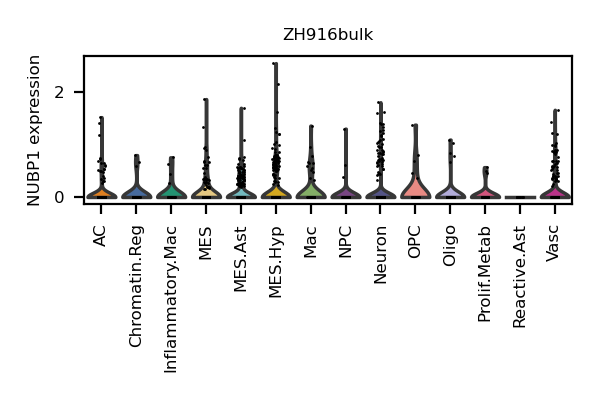 ZH916bulk
NUBP1 expression
2
0
AC
Chromatin.Reg
Inflammatory.Mac
MES
MES.Ast
MES.Hyp
Mac
NPC
Neuron
OPC
Oligo
Prolif.Metab
Reactive.Ast
Vasc